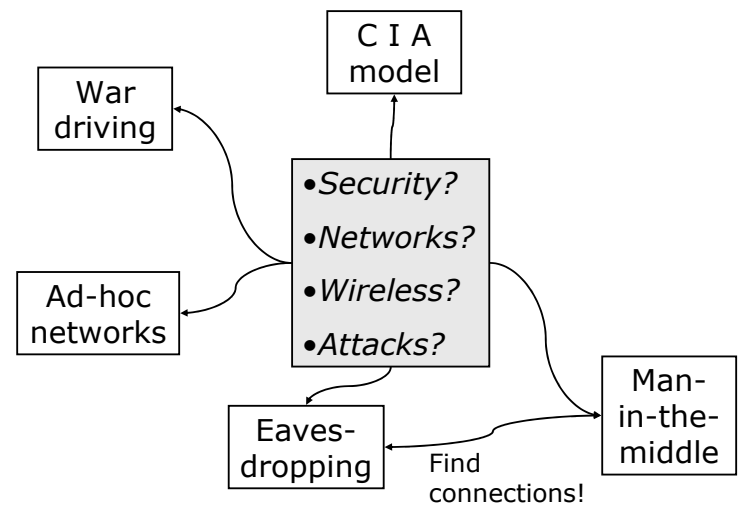 C I A
model
War
driving
•Security?
•Networks?
•Wireless?
•Attacks?
Ad-hoc
networks
Man-
in-the-
middle
Eaves-
dropping
Find
connections!